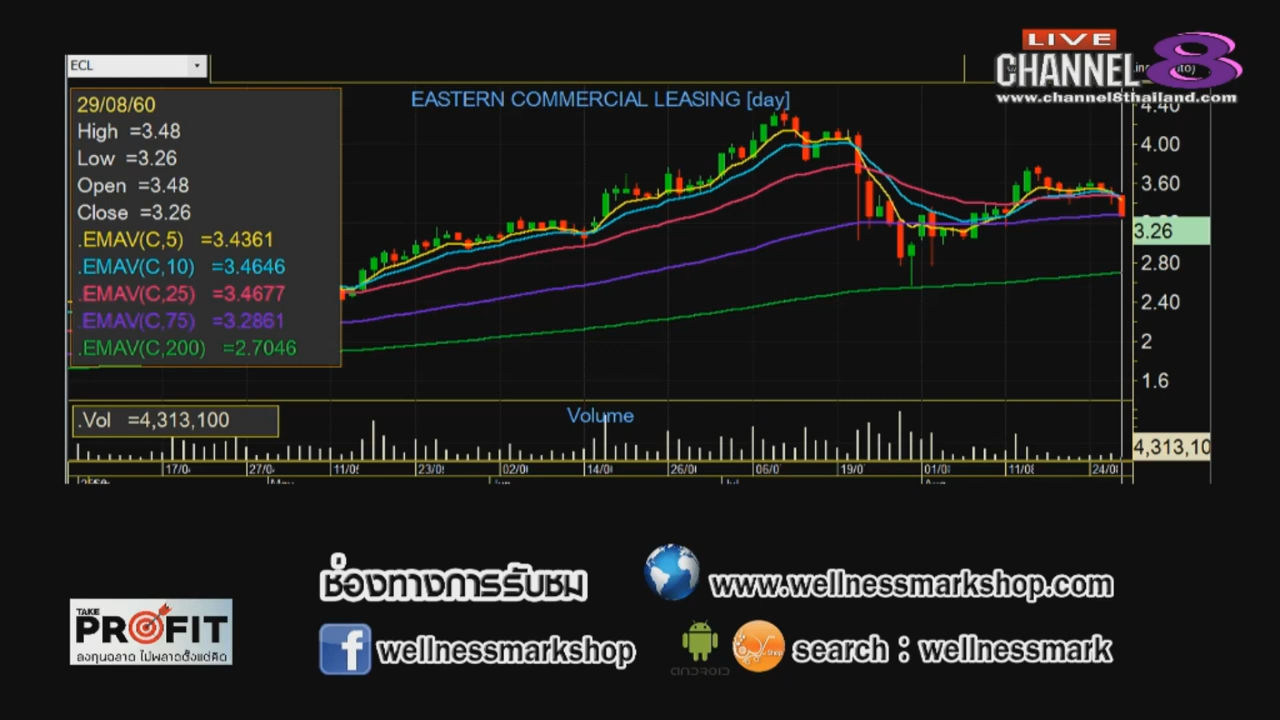 LIVE
CHANNEL 8
www.channel8thailand.com
ECL
29/08/60
High =3.48
Low =3.26
Open =3.48
Close =3.26
.EMAV(C,5) =3.4361
.EMAV(C,10) =3.4646
.EMAV(C,25) =3.4677
.EMAV(C,75) =3.2861
.EMAV(C,200) =2.7046
EASTERN COMMERCIAL LEASING [day]
4.40
4.00
3.60
3.26
2.80
2.40
2
1.6
.Vol =4,313,100
Volume
4,313,10
17/0 27/0 11/0 23/0 02/0 14/0 26/0 06/0 19/0 01/0 11/0 24/0
ช่องทางการรับชม
www.wellnessmarkshop.com
TAKE
PROFIT
ลงทุนฉลาด ไม่พลาดตั้งแต่คิด
wellnessmarkshop
ANDROID
search : wellnessmark